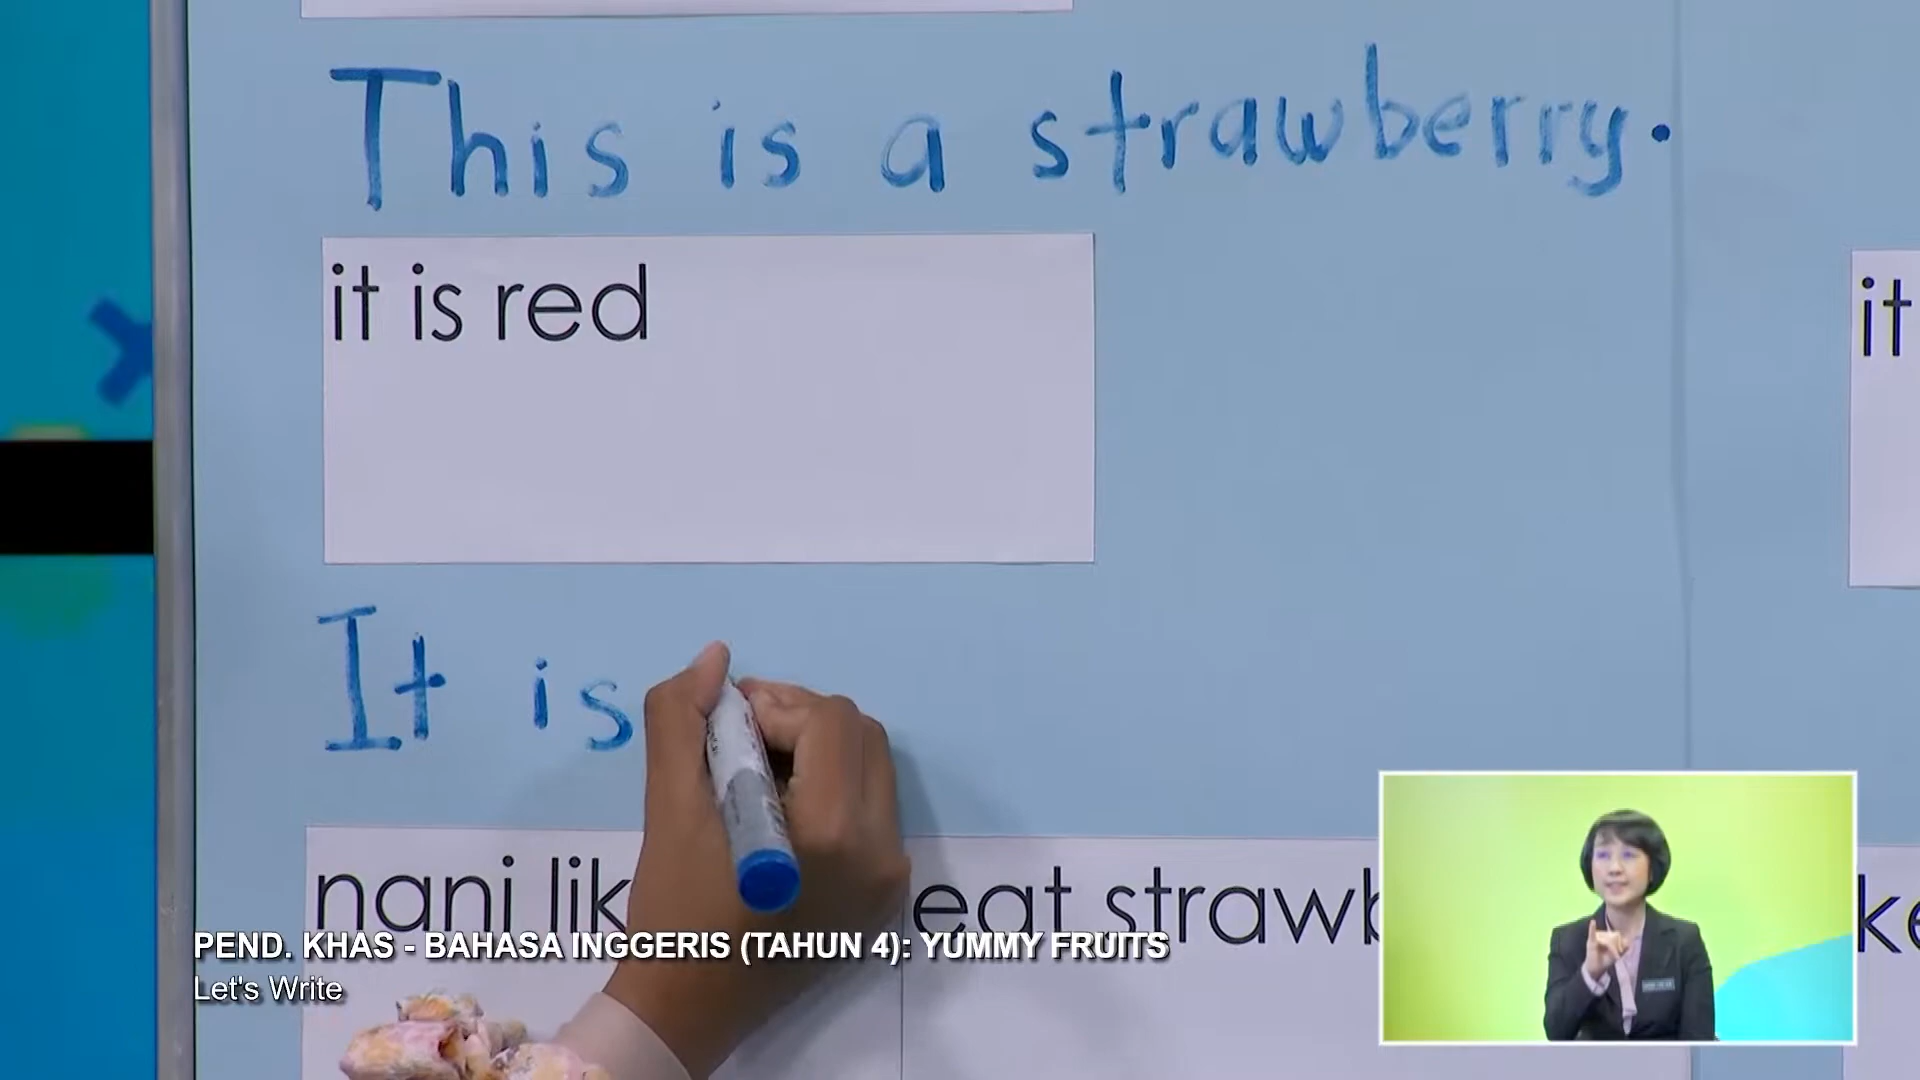 This is a strawberry.
it is red
it
It is
nani lik eat strawb
ke
PEND. KHAS - BAHASA INGGERIS (TAHUN 4): YUMMY FRUITS
Let's Write